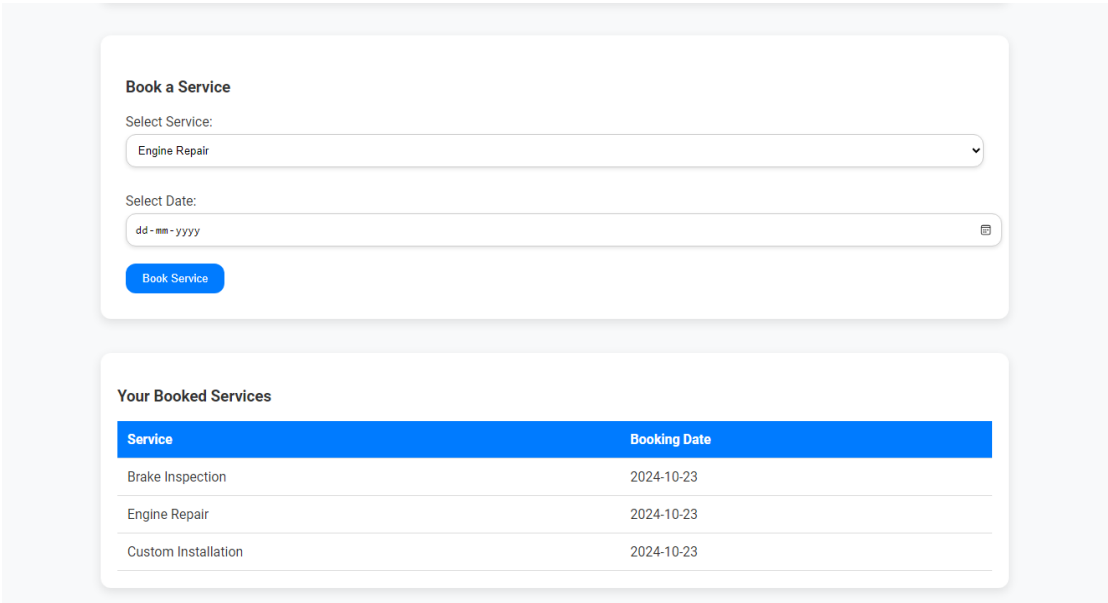 Book a Service
Select Service:
Engine Repair
Select Date:
dd-mm-yyyy
Book Service
Your Booked Services
Service Booking Date
Brake Inspection 2024-10-23
Engine Repair 2024-10-23
Custom Installation 2024-10-23